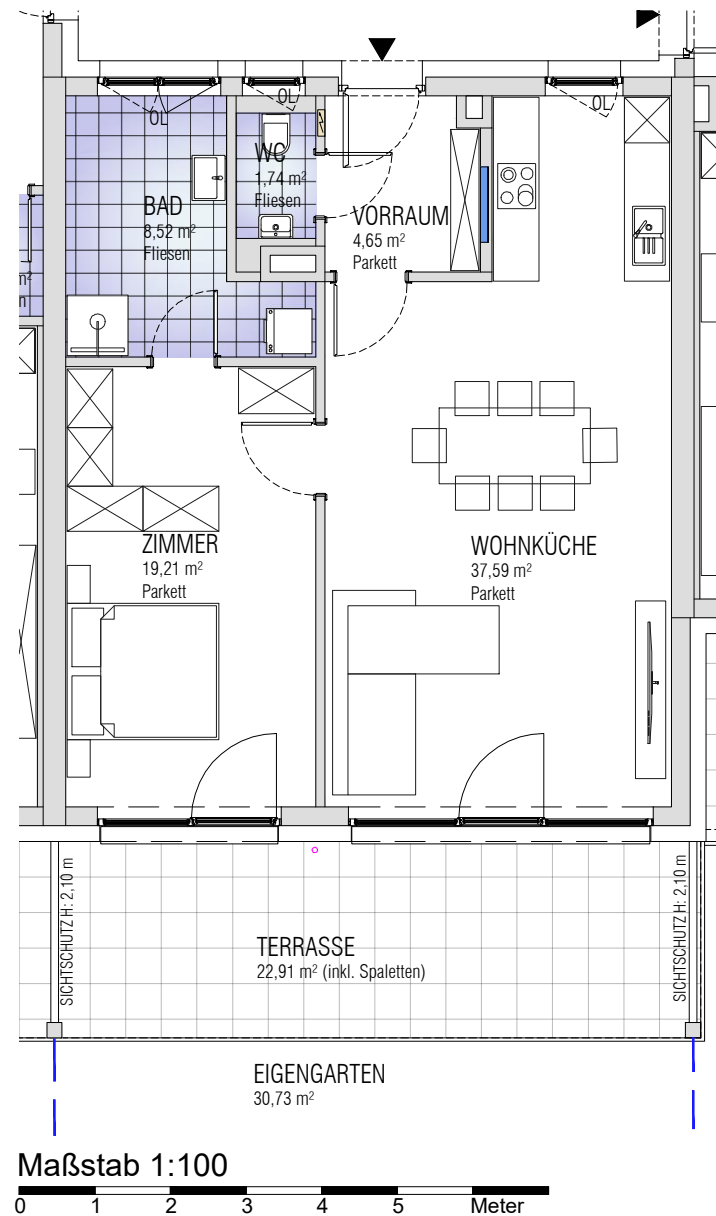 OL
OL
OL
WC
1,74 m²
Fliesen
BAD
8,52 m²
Fliesen
VORRAUM
4,65 m²
Parkett
m²
n
ZIMMER
19,21 m²
Parkett
WOHNKÜCHE
37,59 m²
Parkett
SICHTSCHUTZ H: 2,10 m
SICHTSCHUTZ H: 2,10 m
TERRASSE
22,91 m² (inkl. Spaletten)
EIGENGARTEN
30,73 m²
Maßstab 1:100
0 1 2 3 4 5 Meter